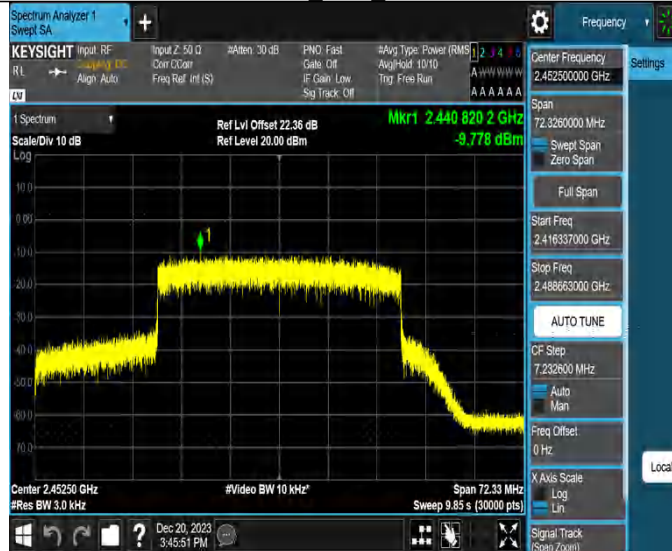 Spectrum Analyzer 1
Swept SA
+
Frequency
KEYSIGHT
Input: RF
Coupling: DC
Align: Auto
Input Z: 50 Ω
Corr CCorr
Freq Ref: Int (S)
#Atten: 30 dB
PNO: Fast
Gate: Off
IF Gain: Low
Sig Track: Off
#Avg Type: Power (RMS)
Avg|Hold: 10/10
Trig: Free Run
1 2 3 4 5 6
A W W W W W
A A A A A A
RL
LXI
1 Spectrum
Scale/Div 10 dB
Log
Ref Lvl Offset 22.36 dB
Ref Level 20.00 dBm
Mkr1 2.440 820 2 GHz
-9.778 dBm
10.0
0.00
-10.0
-20.0
-30.0
-40.0
-50.0
-60.0
-70.0
1
Center 2.45250 GHz
#Res BW 3.0 kHz
#Video BW 10 kHz*
Span 72.33 MHz
Sweep 9.85 s (30000 pts)
Dec 20, 2023
3:45:51 PM
?
Center Frequency
2.452500000 GHz
Settings
Span
72.3260000 MHz
Swept Span
Zero Span
Full Span
Start Freq
2.416337000 GHz
Stop Freq
2.488663000 GHz
AUTO TUNE
CF Step
7.232600 MHz
Auto
Man
Freq Offset
0 Hz
X Axis Scale
Log
Lin
Local
Signal Track
(Span Zoom)